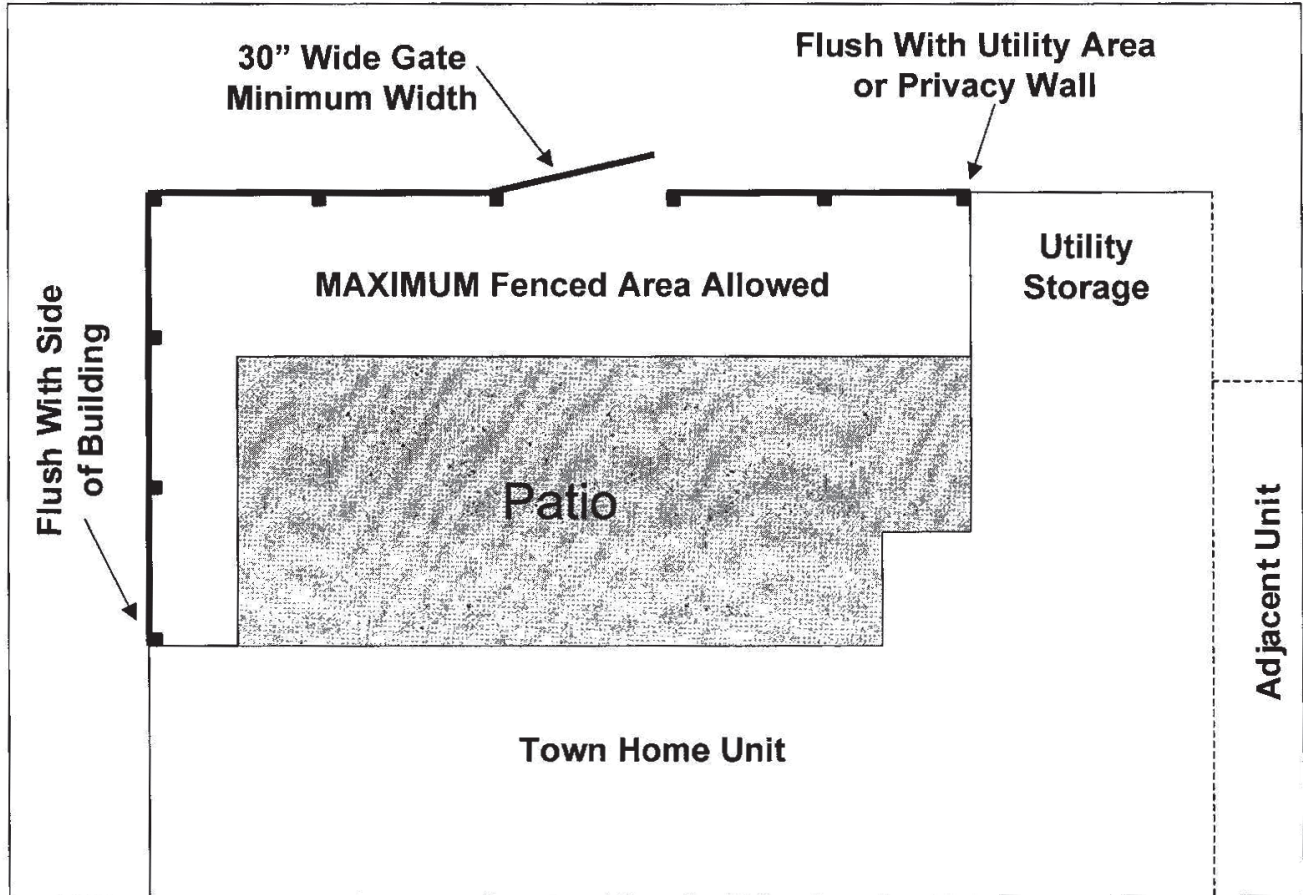 30” Wide Gate
Minimum Width
Flush With Utility Area
or Privacy Wall
Utility
Storage
MAXIMUM Fenced Area Allowed
Flush With Side
of Building
Patio
Adjacent Unit
Town Home Unit